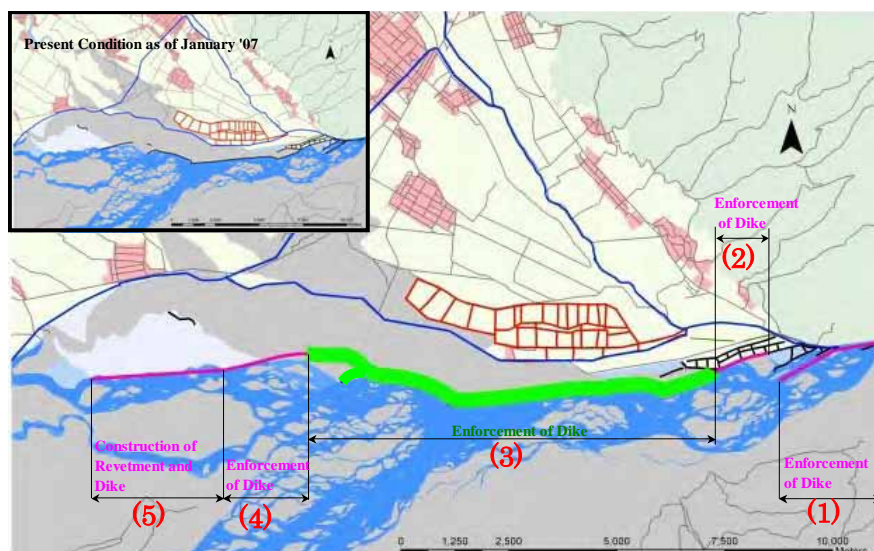 Present Condition as of January '07
N
N
Enforcement
of Dike
(2)
Enforcement of Dike
(3)
Construction of
Revetment and
Dike
(5)
Enforcement
of Dike
(4)
Enforcement
of Dike
(1)
0 1,250 2,500 5,000 7,500 10,000
Meters